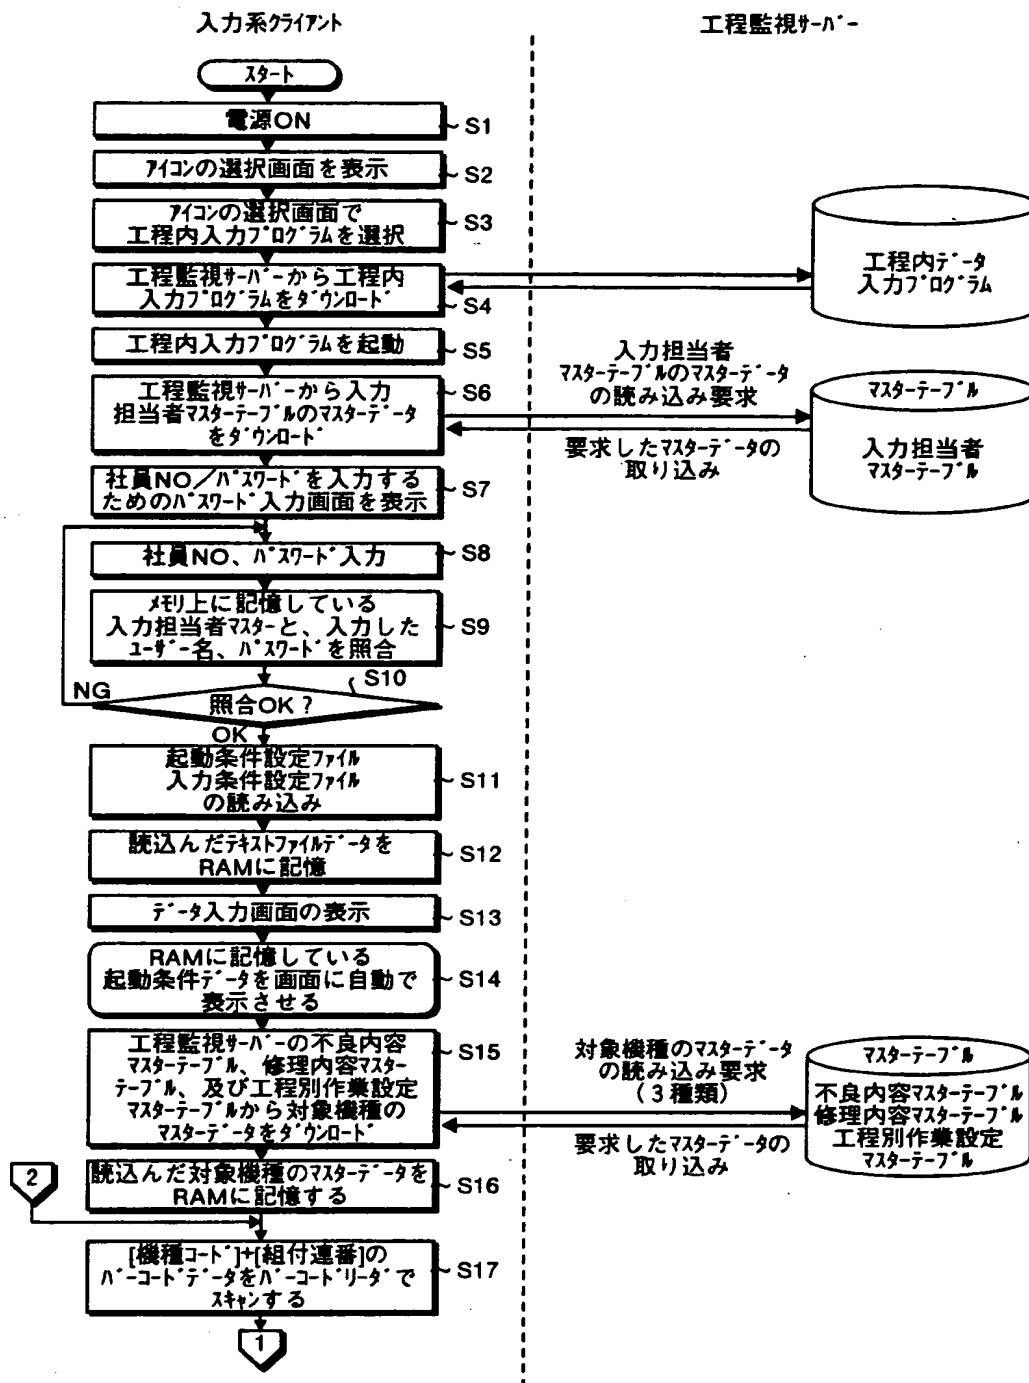 入力系クライアント
工程監視サーバー
スタート
電源ON
S1
アイコンの選択画面を表示
S2
アイコンの選択画面で
工程内入力プログラムを選択
S3
工程監視サーバーから工程内
入力プログラムをダウンロード
S4
工程内データ
入力プログラム
工程内入力プログラムを起動
S5
工程監視サーバーから入力
担当者マスターテーブルのマスターデータ
をダウンロード
S6
入力担当者
マスターテーブルのマスターデータ
の読み込み要求
要求したマスターデータの
取り込み
マスターテーブル
入力担当者
マスターテーブル
社員NO/パスワードを入力する
ためのパスワード入力画面を表示
S7
社員NO、パスワード入力
S8
メモリ上に記憶している
入力担当者マスターと、入力した
ユーザー名、パスワードを照合
S9
S10
NG
照合OK?
OK
起動条件設定ファイル
入力条件設定ファイル
の読み込み
S11
読込んだテキストファイルデータを
RAMに記憶
S12
データ入力画面の表示
S13
RAMに記憶している
起動条件データを画面に自動で
表示させる
S14
工程監視サーバーの不良内容
マスターテーブル、修理内容マスター
テーブル、及び工程別作業設定
マスターテーブルから対象機種の
マスターデータをダウンロード
S15
対象機種のマスターデータ
の読み込み要求
(3種類)
要求したマスターデータの
取り込み
マスターテーブル
不良内容マスターテーブル
修理内容マスターテーブル
工程別作業設定
マスターテーブル
2
読込んだ対象機種のマスターデータを
RAMに記憶する
S16
[機種コード]+[組付連番]の
バーコードデータをバーコードリーダで
スキャンする
S17
1